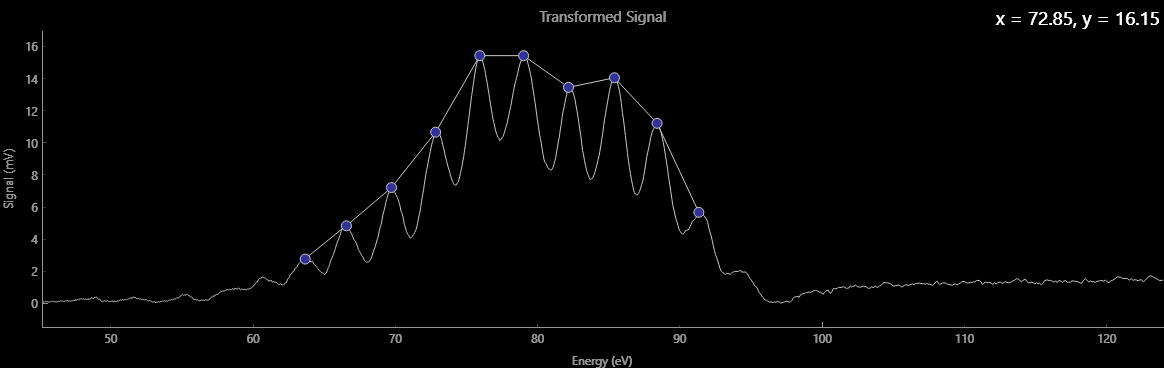 Transformed Signal
x = 72.85, y = 16.15
16
14
12
10
8
6
4
2
0
Signal (mV)
50 60 70 80 90 100 110 120
Energy (eV)